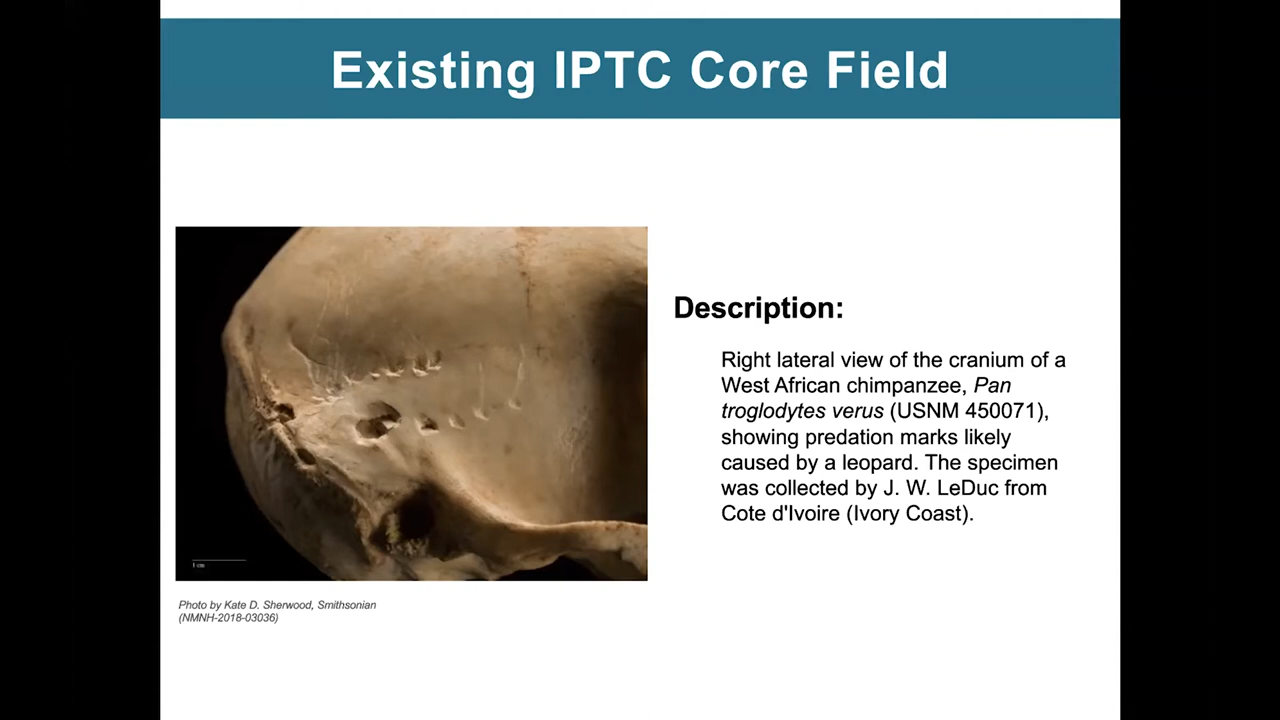 Existing IPTC Core Field
Description:
Right lateral view of the cranium of a
West African chimpanzee, Pan
troglodytes verus (USNM 450071),
showing predation marks likely
caused by a leopard. The specimen
was collected by J. W. LeDuc from
Cote d'Ivoire (Ivory Coast).
1 cm
Photo by Kate D. Sherwood, Smithsonian
(NMNH-2018-03036)